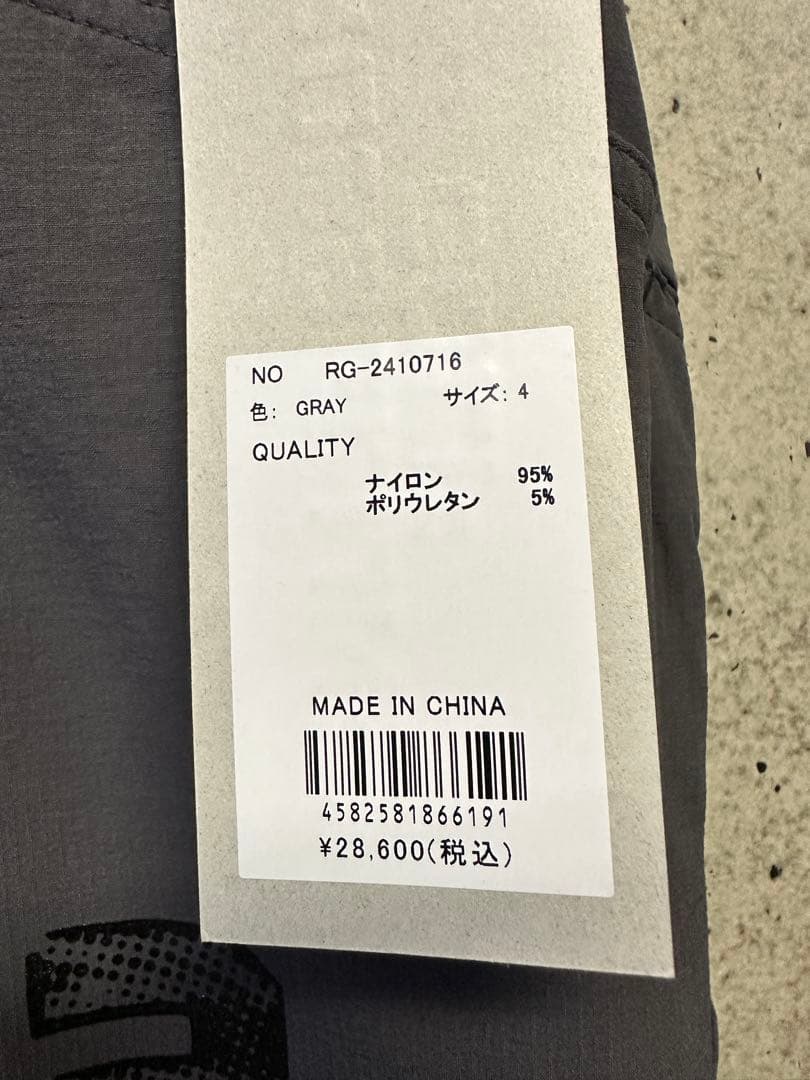 NO RG-2410716
色: GRAY サイズ: 4
QUALITY
ナイロン 95%
ポリウレタン 5%
MADE IN CHINA
4582581866191
¥28,600(税込)